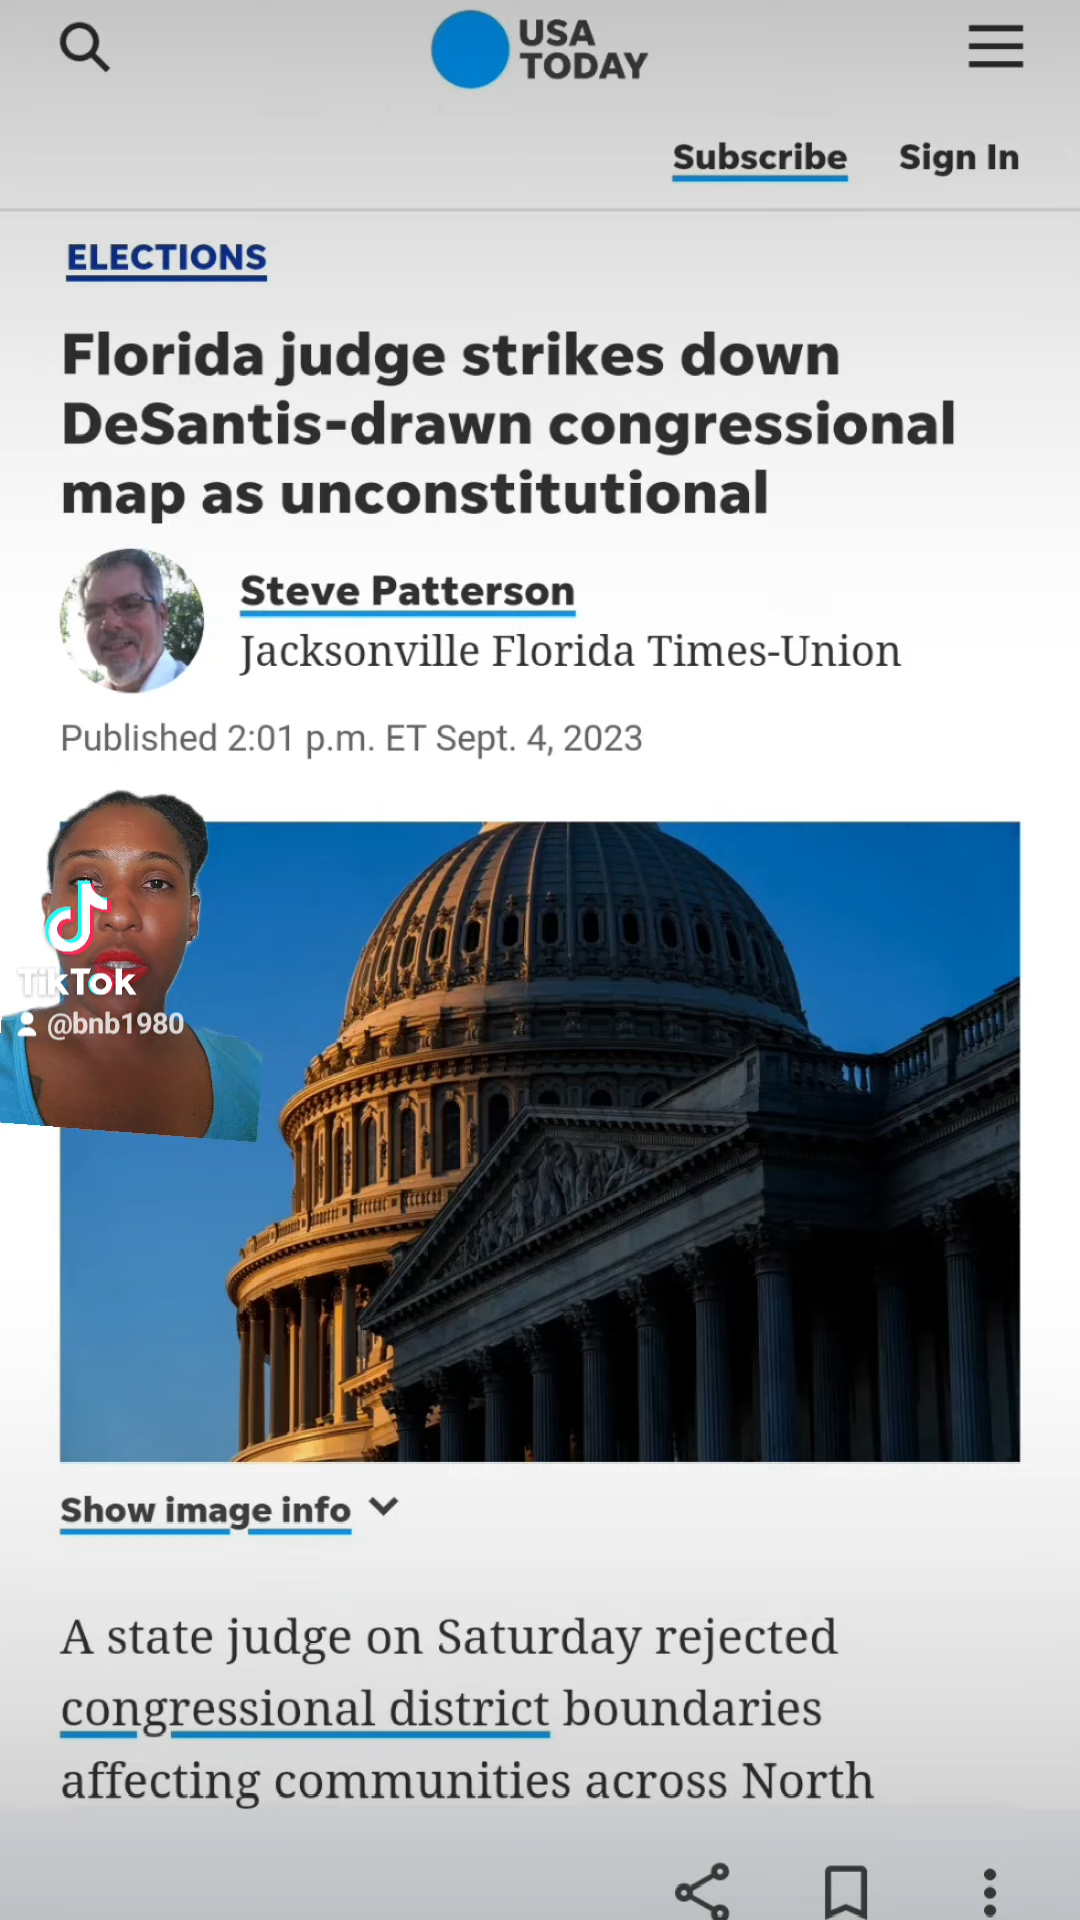 USA
TODAY
Subscribe Sign In
ELECTIONS
Florida judge strikes down
DeSantis-drawn congressional
map as unconstitutional
Steve Patterson
Jacksonville Florida Times-Union
Published 2:01 p.m. ET Sept. 4, 2023
TikTok
@bnb1980
Show image info
A state judge on Saturday rejected
congressional district boundaries
affecting communities across North